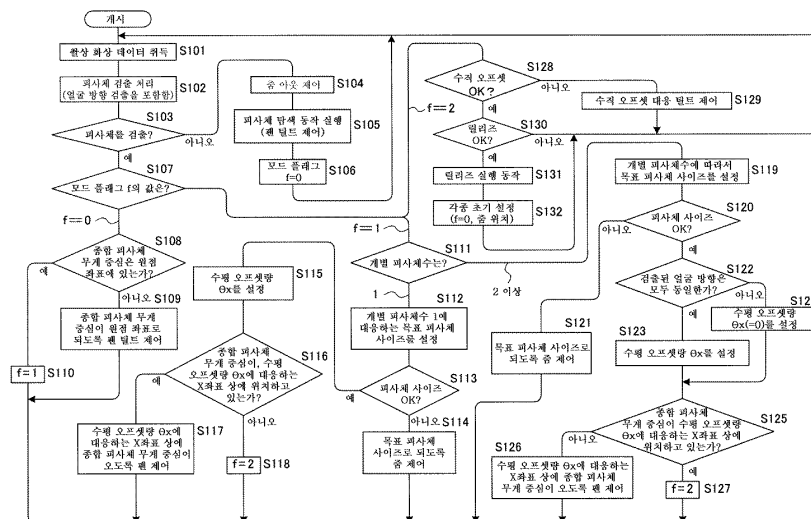 개시
촬상 화상 데이터 취득
S101
피사체 검출 처리
(얼굴 방향 검출을 포함함)
S102
S103
피사체를 검출?
아니오
예
줌 아웃 제어
S104
피사체 탐색 동작 실행
(팬 틸트 제어)
S105
모드 플래그
f=0
S106
S107
모드 플래그 f의 값은?
f==0
f==1
f==2
S108
종합 피사체
무게 중심은 원점
좌표에 있는가?
예
아니오
S109
종합 피사체 무게
중심이 원점 좌표로
되도록 팬 틸트 제어
f=1
S110
S111
개별 피사체수는?
1
2 이상
S112
개별 피사체수 1에
대응하는 목표 피사체
사이즈를 설정
S113
피사체 사이즈
OK?
예
아니오
S114
목표 피사체
사이즈로 되도록
줌 제어
S115
수평 오프셋량
θx를 설정
S116
종합 피사체
무게 중심이, 수평
오프셋량 θx에 대응하는
X좌표 상에 위치하고
있는가?
예
아니오
S117
수평 오프셋량 θx에
대응하는 X좌표 상에
종합 피사체 무게 중심이
오도록 팬 제어
f=2
S118
S119
개별 피사체수에 따라서
목표 피사체 사이즈를 설정
S120
피사체 사이즈
OK?
아니오
예
S121
목표 피사체 사이즈로
되도록 줌 제어
S122
검출된 얼굴 방향은
모두 동일한가?
예
아니오
S123
수평 오프셋량 θx를 설정
S12
수평 오프셋량
θx(=0)를 설정
S125
종합 피사체
무게 중심이 수평 오프셋량
θx에 대응하는 X좌표 상에
위치하고 있는가?
아니오
예
S126
수평 오프셋량 θx에 대응하는
X좌표 상에 종합 피사체
무게 중심이 오도록 팬 제어
f=2
S127
S128
수직 오프셋
OK?
예
아니오
수직 오프셋 대응 틸트 제어
S129
S130
릴리즈
OK?
예
아니오
릴리즈 실행 동작
S131
각종 초기 설정
(f=0, 줌 위치)
S132